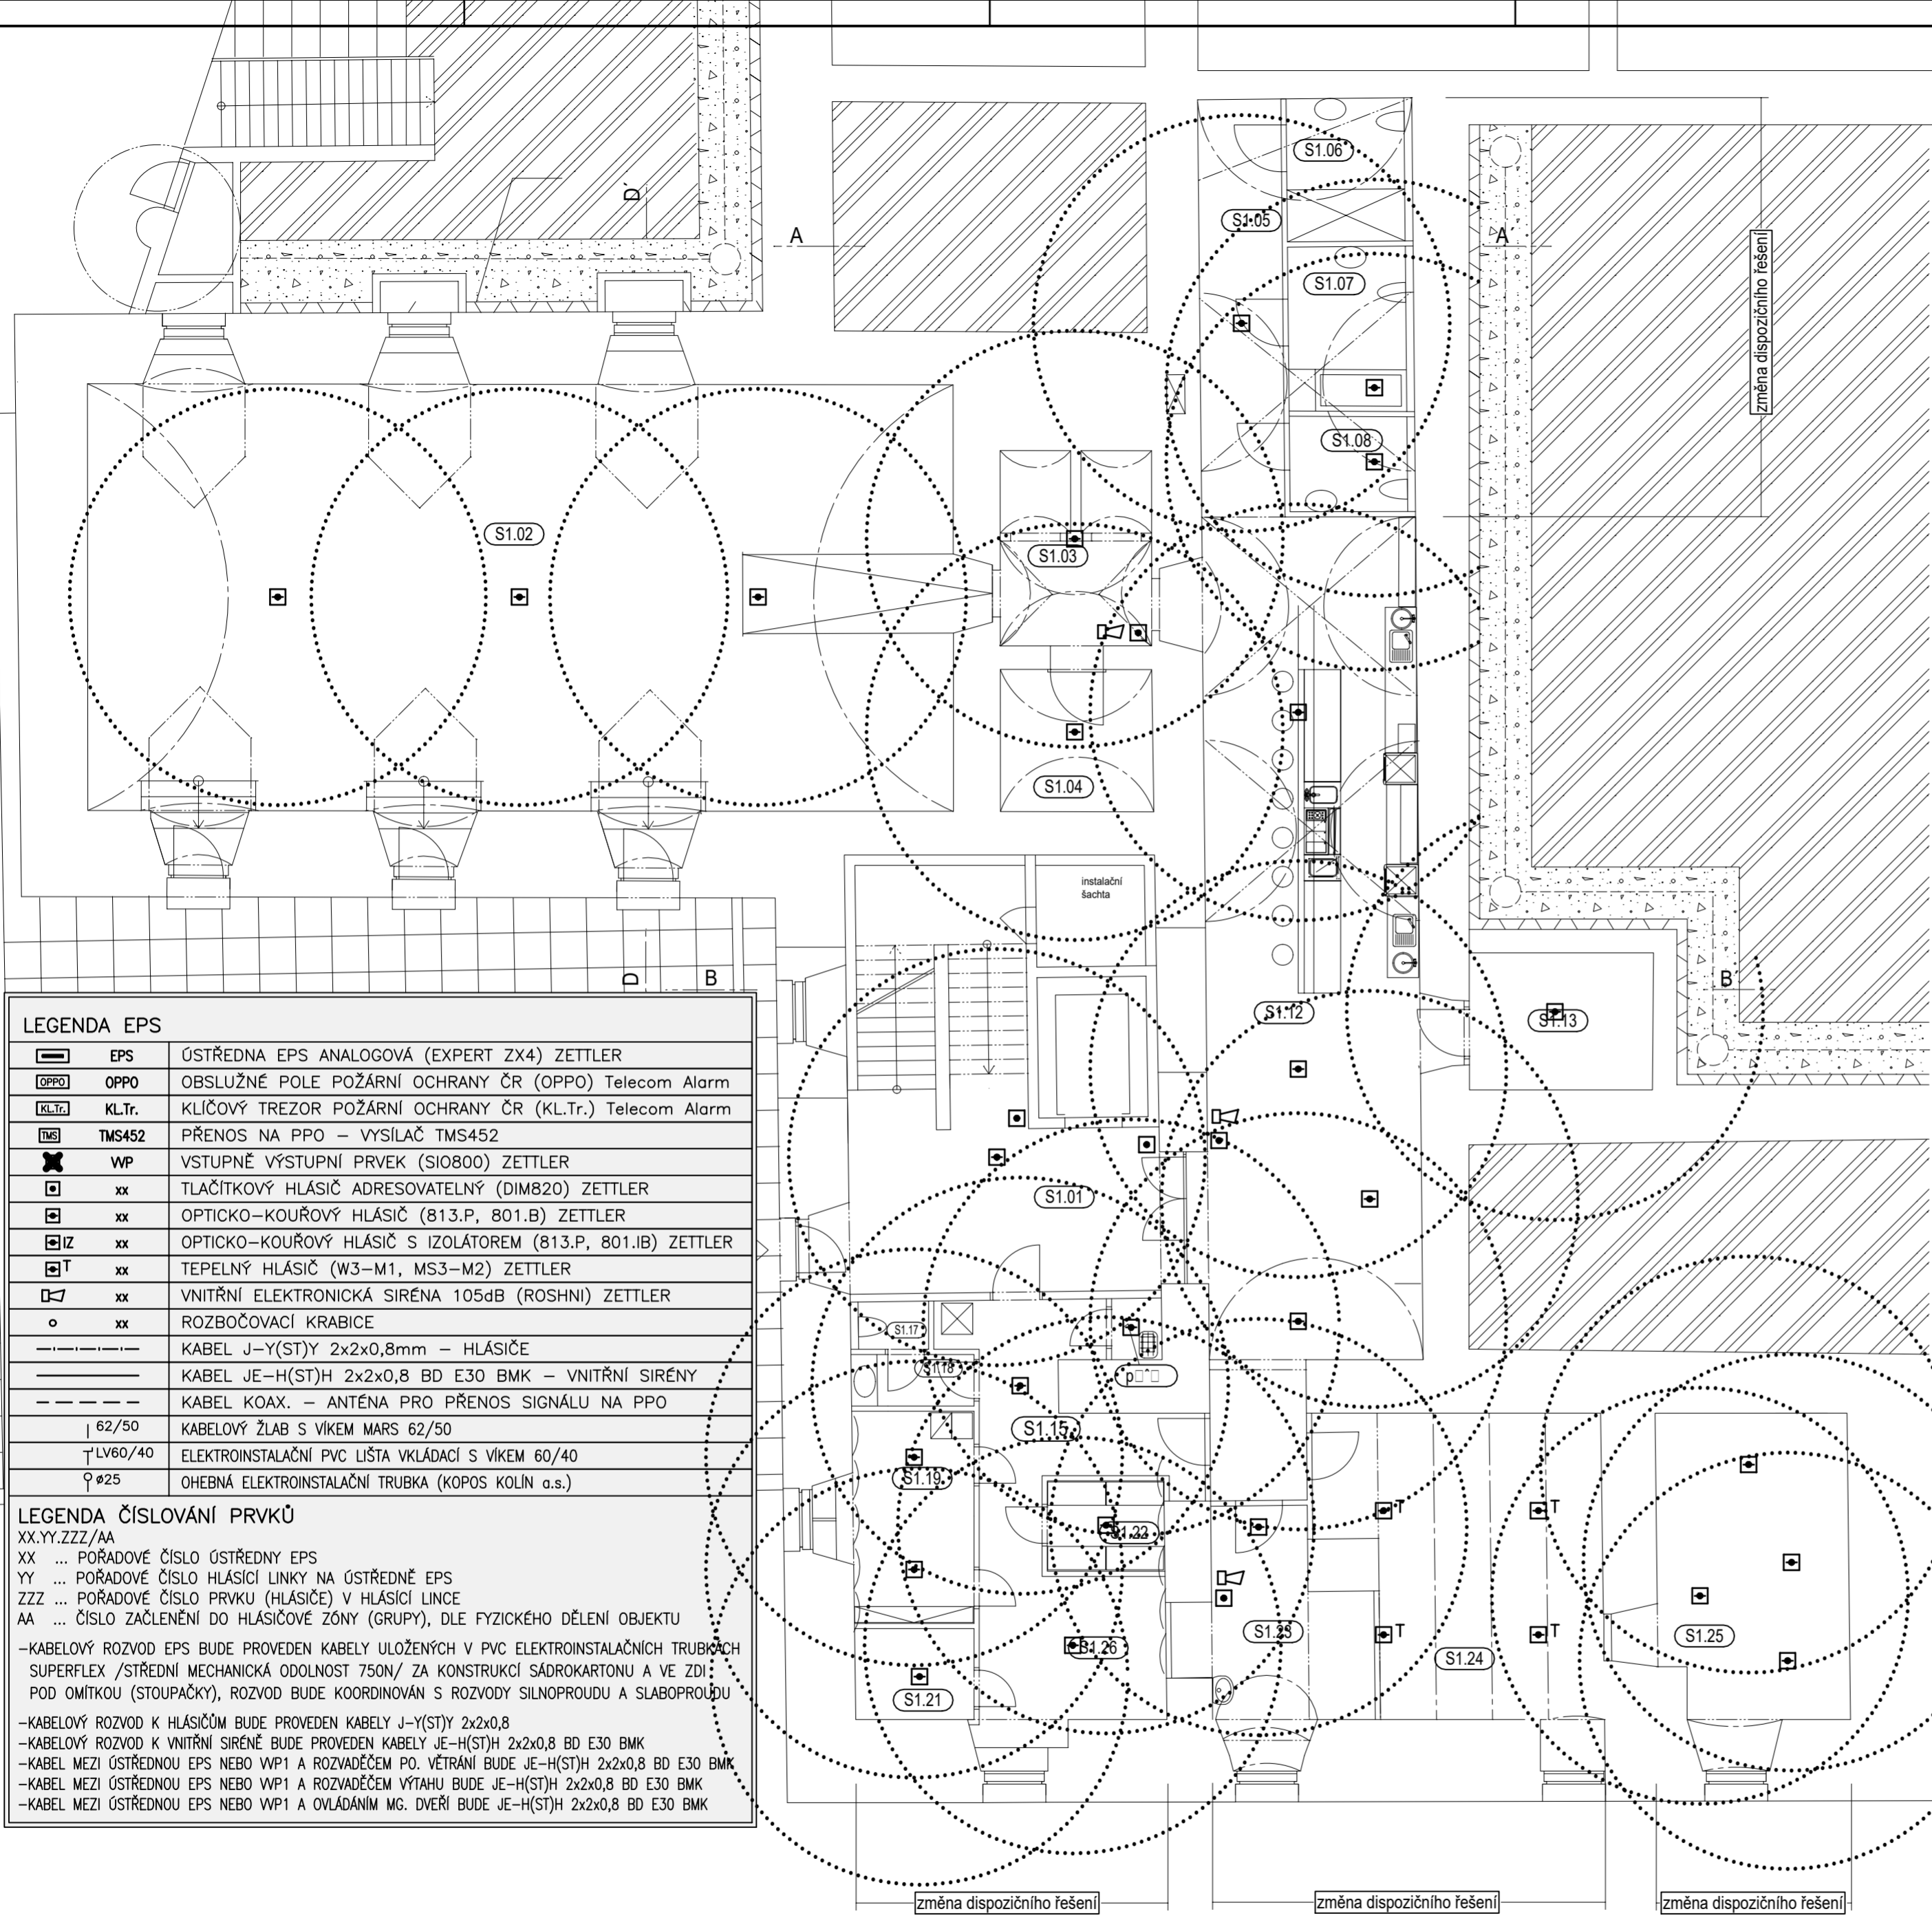 S1.06
D´
S1.05
A
A´
změna dispozičního řešení
S1.07
S1.08
S1.02
S1.03
S1.04
instalační
šachta
D
B
B´
S1.12
S1.13
S1.01
S1.17
S1.18
S1.15
S1.19
S1.22
S1.26
S1.21
S1.23
S1.24
S1.25
T
T
T
T
LEGENDA EPS
EPS ÚSTŘEDNA EPS ANALOGOVÁ (EXPERT ZX4) ZETTLER
OPPO OPPO OBSLUŽNÉ POLE POŽÁRNÍ OCHRANY ČR (OPPO) Telecom Alarm
KL.Tr. KL.Tr. KLÍČOVÝ TREZOR POŽÁRNÍ OCHRANY ČR (KL.Tr.) Telecom Alarm
TMS TMS452 PŘENOS NA PPO – VYSÍLAČ TMS452
VVP VSTUPNĚ VÝSTUPNÍ PRVEK (SIO800) ZETTLER
xx TLAČÍTKOVÝ HLÁSIČ ADRESOVATELNÝ (DIM820) ZETTLER
xx OPTICKO–KOUŘOVÝ HLÁSIČ (813.P, 801.B) ZETTLER
IZ xx OPTICKO–KOUŘOVÝ HLÁSIČ S IZOLÁTOREM (813.P, 801.IB) ZETTLER
T xx TEPELNÝ HLÁSIČ (W3–M1, MS3–M2) ZETTLER
xx VNITŘNÍ ELEKTRONICKÁ SIRÉNA 105dB (ROSHNI) ZETTLER
xx ROZBOČOVACÍ KRABICE
KABEL J–Y(ST)Y 2x2x0,8mm – HLÁSIČE
KABEL JE–H(ST)H 2x2x0,8 BD E30 BMK – VNITŘNÍ SIRÉNY
KABEL KOAX. – ANTÉNA PRO PŘENOS SIGNÁLU NA PPO
62/50 KABELOVÝ ŽLAB S VÍKEM MARS 62/50
LV60/40 ELEKTROINSTALAČNÍ PVC LIŠTA VKLÁDACÍ S VÍKEM 60/40
ø25 OHEBNÁ ELEKTROINSTALAČNÍ TRUBKA (KOPOS KOLÍN a.s.)
LEGENDA ČÍSLOVÁNÍ PRVKŮ
XX.YY.ZZZ/AA
XX ... POŘADOVÉ ČÍSLO ÚSTŘEDNY EPS
YY ... POŘADOVÉ ČÍSLO HLÁSÍCÍ LINKY NA ÚSTŘEDNĚ EPS
ZZZ ... POŘADOVÉ ČÍSLO PRVKU (HLÁSIČE) V HLÁSÍCÍ LINCE
AA ... ČÍSLO ZAČLENĚNÍ DO HLÁSIČOVÉ ZÓNY (GRUPY), DLE FYZICKÉHO DĚLENÍ OBJEKTU
–KABELOVÝ ROZVOD EPS BUDE PROVEDEN KABELY ULOŽENÝCH V PVC ELEKTROINSTALAČNÍCH TRUBKÁCH
SUPERFLEX /STŘEDNÍ MECHANICKÁ ODOLNOST 750N/ ZA KONSTRUKCÍ SÁDROKARTONU A VE ZDI
POD OMÍTKOU (STOUPAČKY), ROZVOD BUDE KOORDINOVÁN S ROZVODY SILNOPROUDU A SLABOPROUDU
–KABELOVÝ ROZVOD K HLÁSIČŮM BUDE PROVEDEN KABELY J–Y(ST)Y 2x2x0,8
–KABELOVÝ ROZVOD K VNITŘNÍ SIRÉNĚ BUDE PROVEDEN KABELY JE–H(ST)H 2x2x0,8 BD E30 BMK
–KABEL MEZI ÚSTŘEDNOU EPS NEBO VVP1 A ROZVADĚČEM PO. VĚTRÁNÍ BUDE JE–H(ST)H 2x2x0,8 BD E30 BMK
–KABEL MEZI ÚSTŘEDNOU EPS NEBO VVP1 A ROZVADĚČEM VÝTAHU BUDE JE–H(ST)H 2x2x0,8 BD E30 BMK
–KABEL MEZI ÚSTŘEDNOU EPS NEBO VVP1 A OVLÁDÁNÍM MG. DVEŘÍ BUDE JE–H(ST)H 2x2x0,8 BD E30 BMK
změna dispozičního řešení
změna dispozičního řešení
změna dispozičního řešení